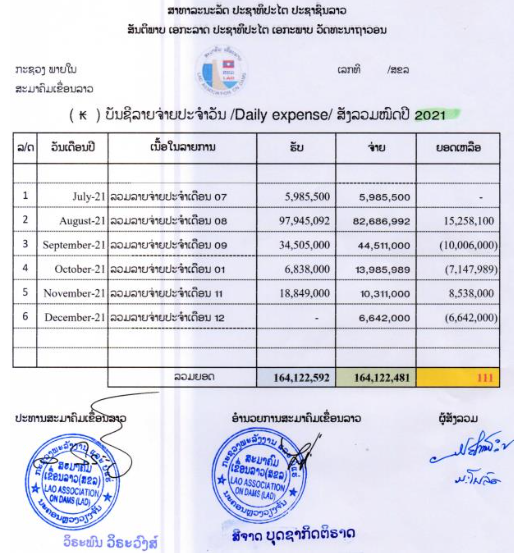 ສາທາລະນະລັດ ປະຊາທິປະໄຕ ປະຊາຊົນລາວ
ສັນຕິພາບ ເອກະລາດ ປະຊາທິປະໄຕ ເອກະພາບ ວັດທະນາຖາວອນ
ກະຊວງ ພາຍໃນ
ເລກທີ /ສຂລ
ສະມາຄົມເຂື່ອນລາວ
( ₭ ) ບັນຊີລາຍຈ່າຍປະຈຳວັນ /Daily expense/ ສັງລວມໝົດປີ 2021
ລ/ດ ວັນເດືອນປີ ເນື້ອໃນລາຍການ ຮັບ ຈ່າຍ ຍອດເຫລືອ
1 July-21 ລວມລາຍຈ່າຍປະຈຳເດືອນ 07 5,985,500 5,985,500 -
2 August-21 ລວມລາຍຈ່າຍປະຈຳເດືອນ 08 97,945,092 82,686,992 15,258,100
3 September-21 ລວມລາຍຈ່າຍປະຈຳເດືອນ 09 34,505,000 44,511,000 (10,006,000)
4 October-21 ລວມລາຍຈ່າຍປະຈຳເດືອນ 01 6,838,000 13,985,989 (7,147,989)
5 November-21 ລວມລາຍຈ່າຍປະຈຳເດືອນ 11 18,849,000 10,311,000 8,538,000
6 December-21 ລວມລາຍຈ່າຍປະຈຳເດືອນ 12 - 6,642,000 (6,642,000)
ລວມຍອດ 164,122,592 164,122,481 111
ປະທານສະມາຄົມເຂື່ອນລາວ
ອຳນວຍການສະມາຄົມເຂື່ອນລາວ
ຜູ້ສັງລວມ
ສະມາຄົມ
ເຂື່ອນລາວ(ສຂລ)
LAO ASSOCIATION
ON DAMS (LAD)
ສະມາຄົມ
ເຂື່ອນລາວ(ສຂລ)
LAO ASSOCIATION
ON DAMS (LAD)
ວິຣະພົນ ວິຣະວົງສ໌
ສີຈາດ ບຸດຊາກິດຕິຣາດ